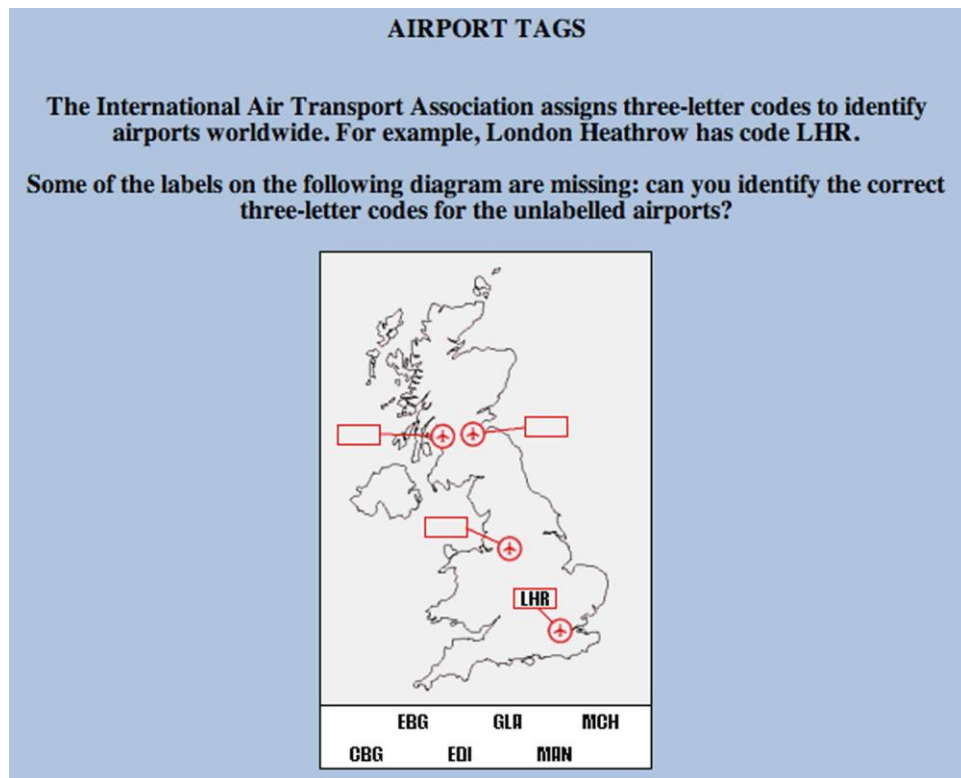 AIRPORT TAGS
The International Air Transport Association assigns three-letter codes to identify
airports worldwide. For example, London Heathrow has code LHR.
Some of the labels on the following diagram are missing: can you identify the correct
three-letter codes for the unlabelled airports?
LHR
EBG GLA MCH
CBG EDI MAN